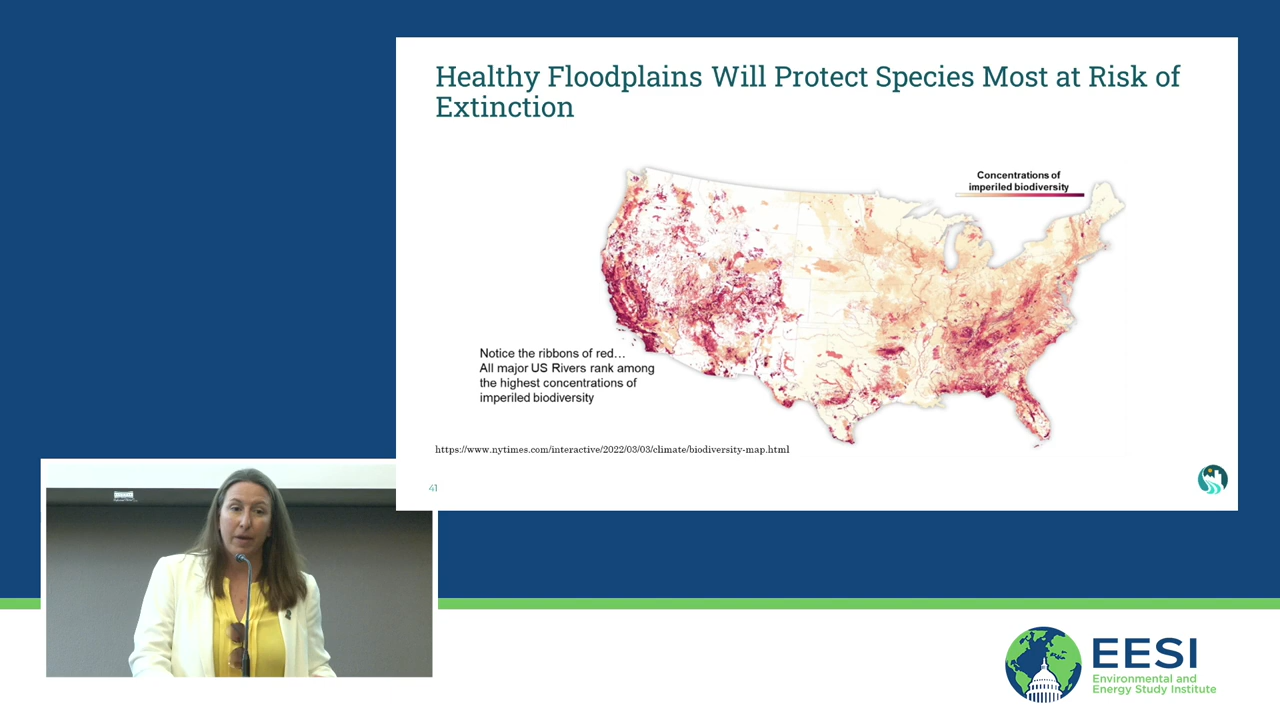 Healthy Floodplains Will Protect Species Most at Risk of
Extinction
Concentrations of
imperiled biodiversity
Notice the ribbons of red…
All major US Rivers rank among
the highest concentrations of
imperiled biodiversity
https://www.nytimes.com/interactive/2022/03/03/climate/biodiversity-map.html
41
EESI
Environmental and
Energy Study Institute